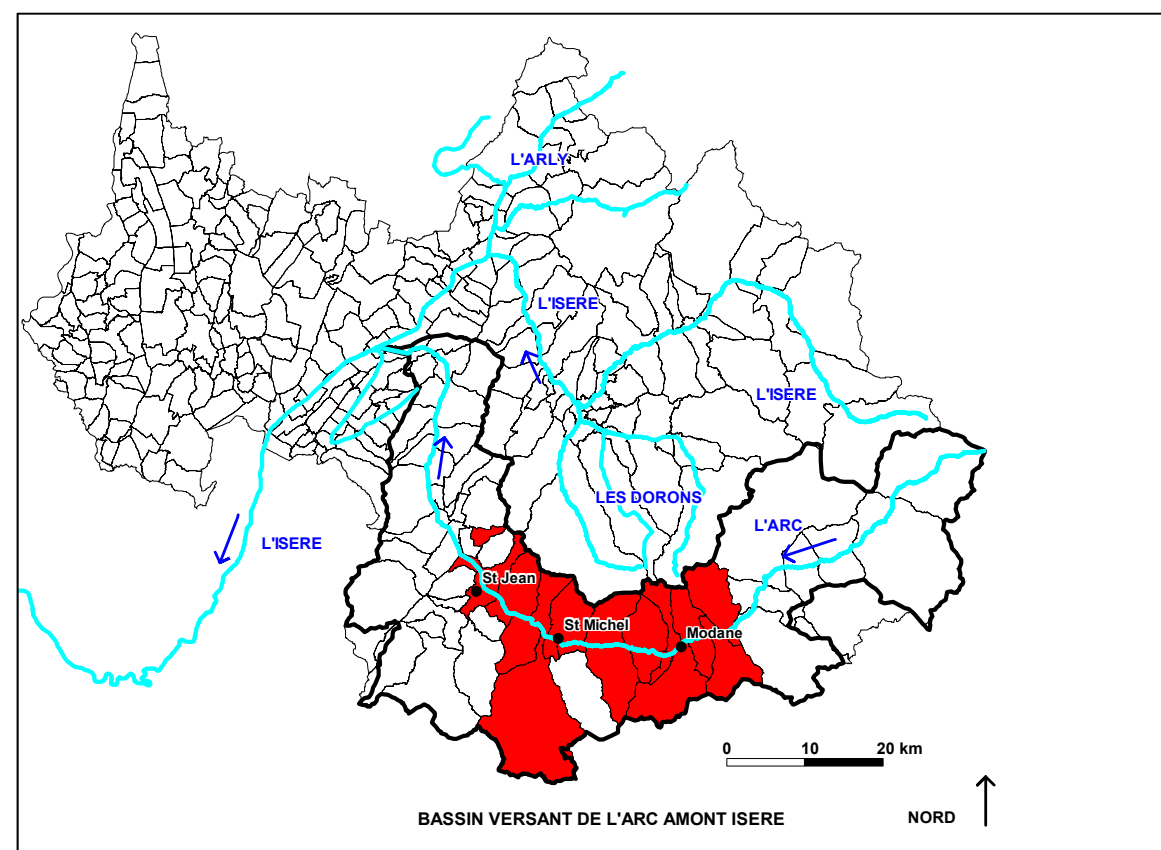 L'ARLY
L'ISERE
L'ISERE
LES DORONS
L'ARC
L'ISERE
St Jean
St Michel
Modane
0 10 20 km
BASSIN VERSANT DE L'ARC AMONT ISERE
NORD